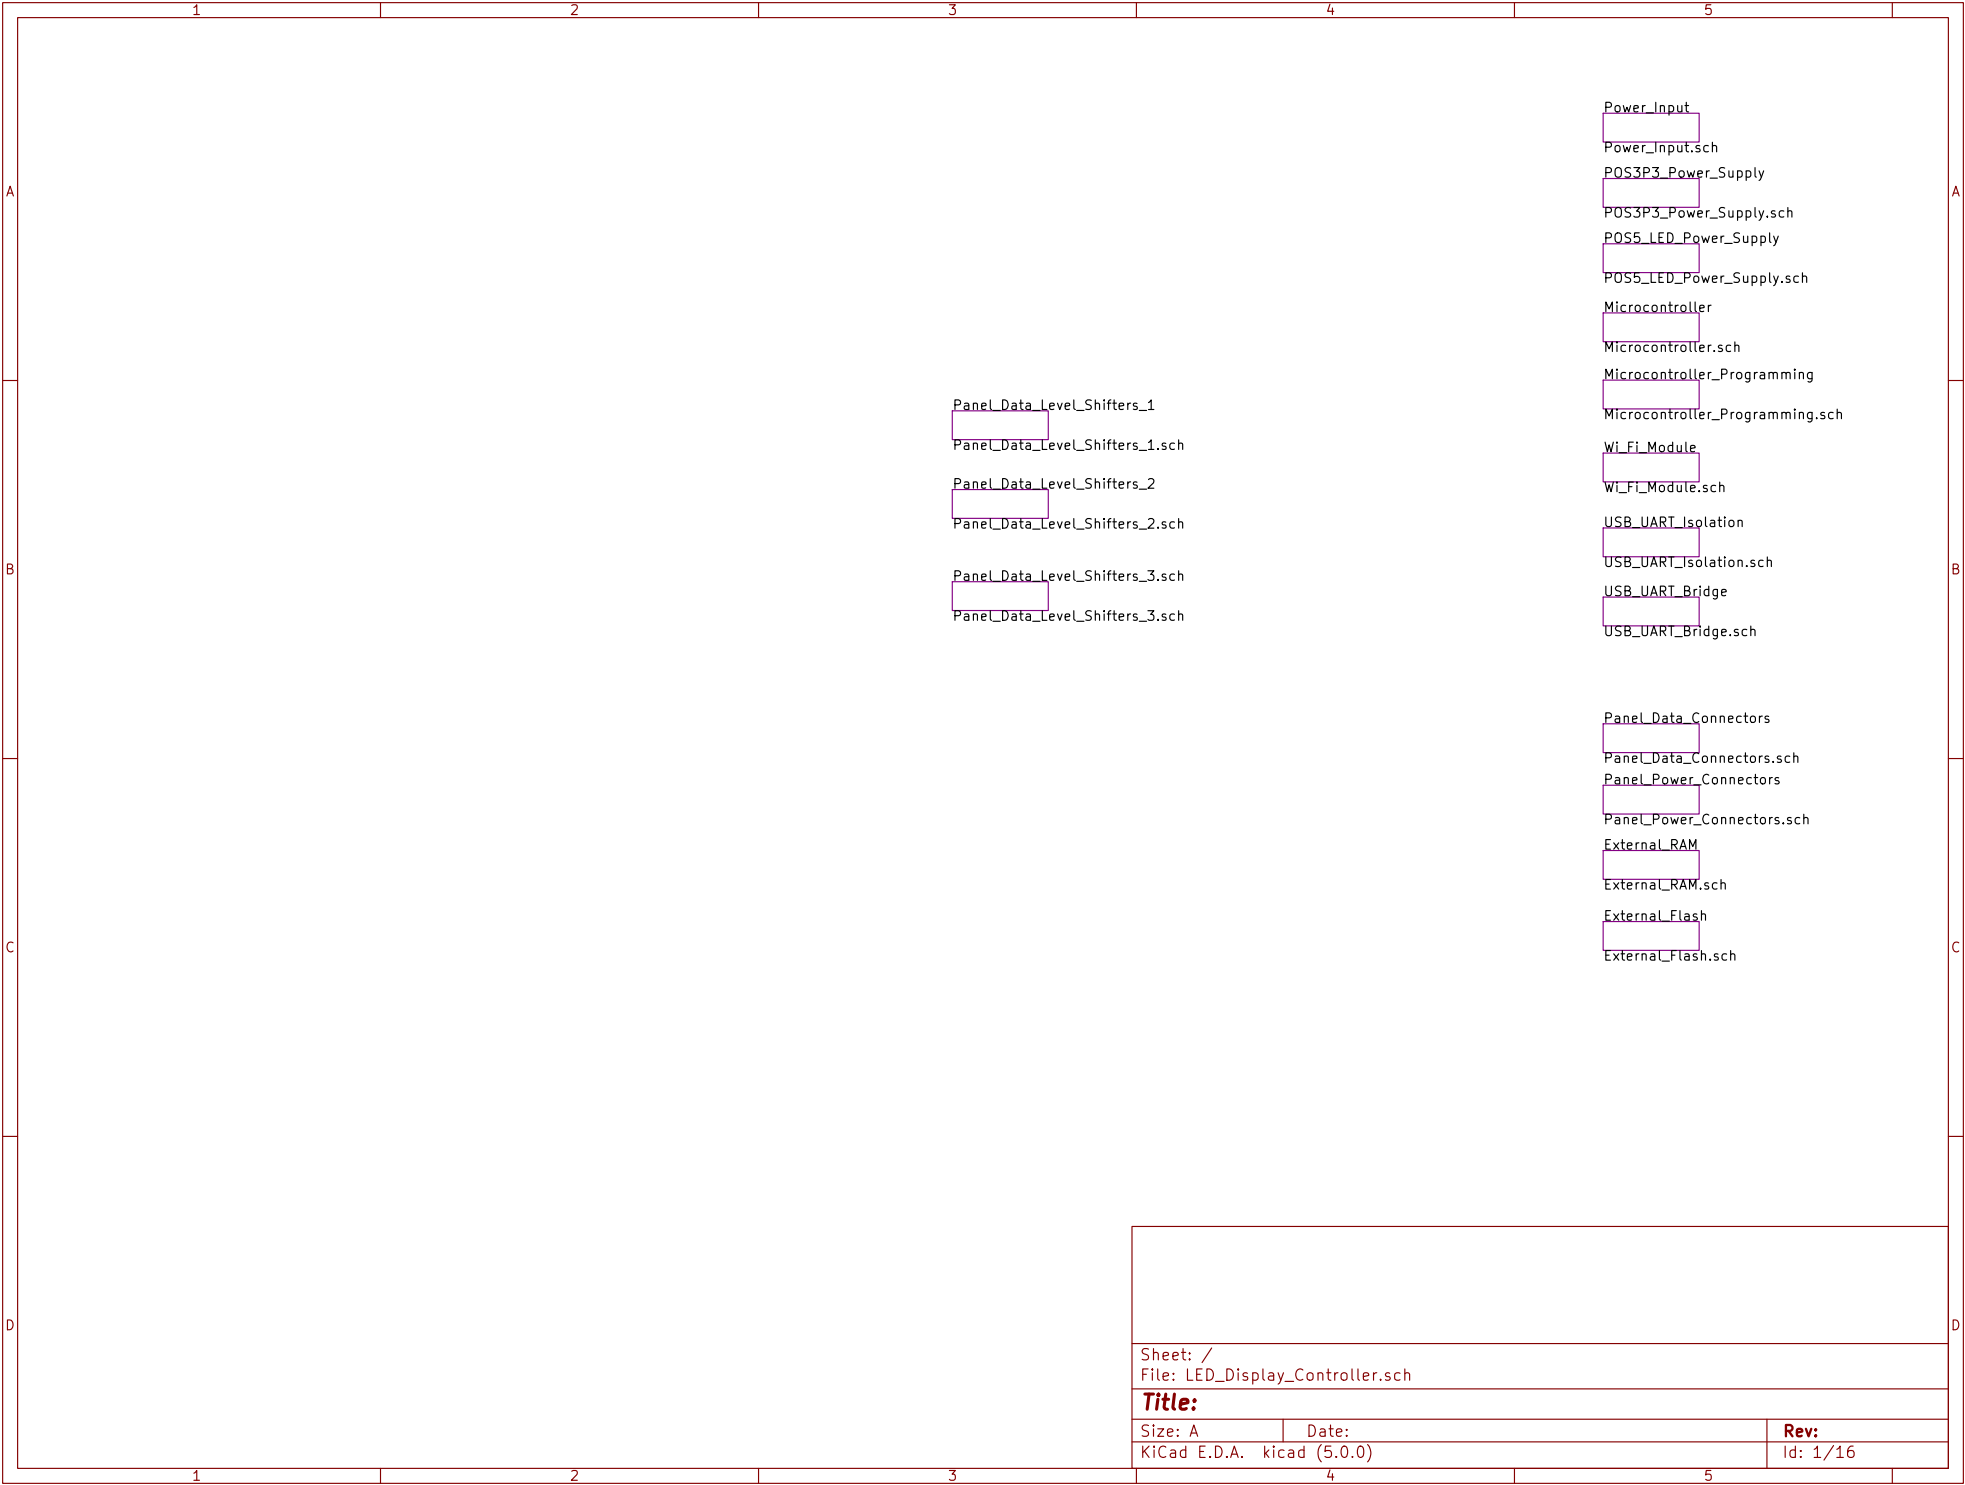 1 2 3 4 5
Power_Input
Power_Input.sch
POS3P3_Power_Supply
A A
POS3P3_Power_Supply.sch
POS5_LED_Power_Supply
POS5_LED_Power_Supply.sch
Microcontroller
Microcontroller.sch
Microcontroller_Programming
Microcontroller_Programming.sch
Panel_Data_Level_Shifters_1
Panel_Data_Level_Shifters_1.sch
Wi_Fi_Module
Wi_Fi_Module.sch
Panel_Data_Level_Shifters_2
Panel_Data_Level_Shifters_2.sch
USB_UART_Isolation
USB_UART_Isolation.sch
B B
Panel_Data_Level_Shifters_3.sch
Panel_Data_Level_Shifters_3.sch
USB_UART_Bridge
USB_UART_Bridge.sch
Panel_Data_Connectors
Panel_Data_Connectors.sch
Panel_Power_Connectors
Panel_Power_Connectors.sch
External_RAM
External_RAM.sch
External_Flash
C C
External_Flash.sch
D D
Sheet: /
File: LED_Display_Controller.sch
Title:
Size: A Date: Rev:
KiCad E.D.A. kicad (5.0.0) Id: 1/16
1 2 3 4 5